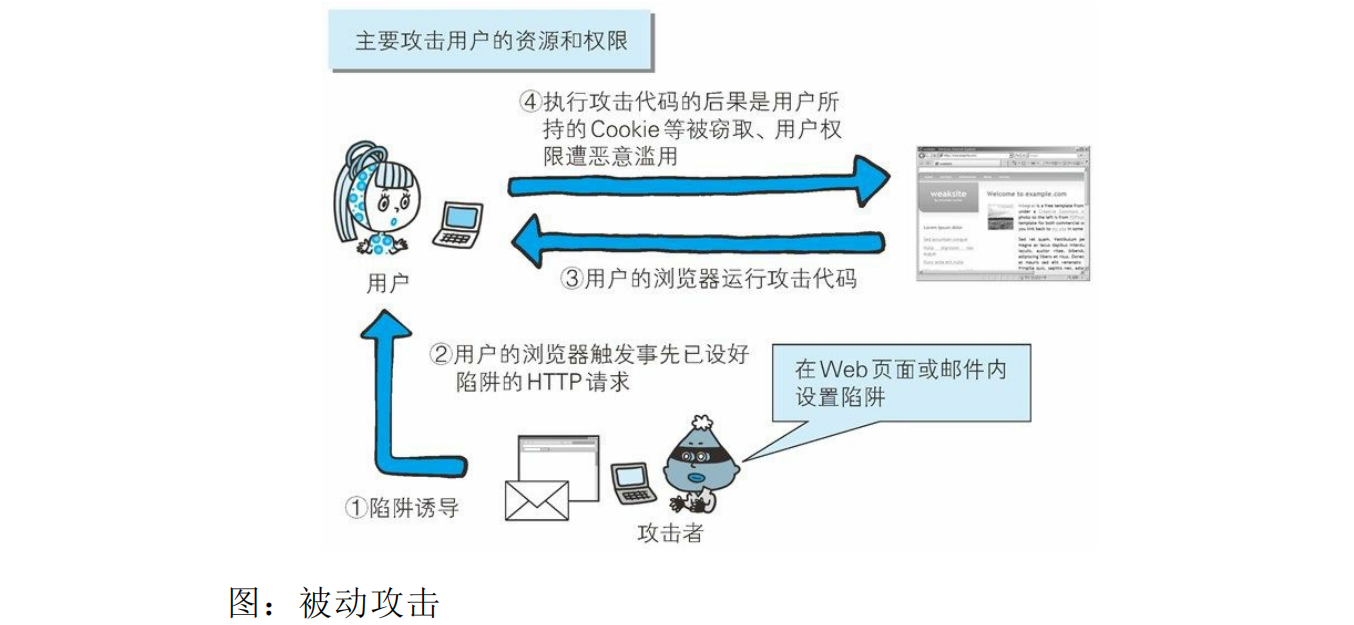 主要攻击用户的资源和权限
④执行攻击代码的后果是用户所
持的Cookie等被窃取、用户权
限遭恶意滥用
weaksite
Welcome to example.com
用户
③用户的浏览器运行攻击代码
②用户的浏览器触发事先已设好
陷阱的HTTP请求
在Web页面或邮件内
设置陷阱
①陷阱诱导
攻击者
图：被动攻击